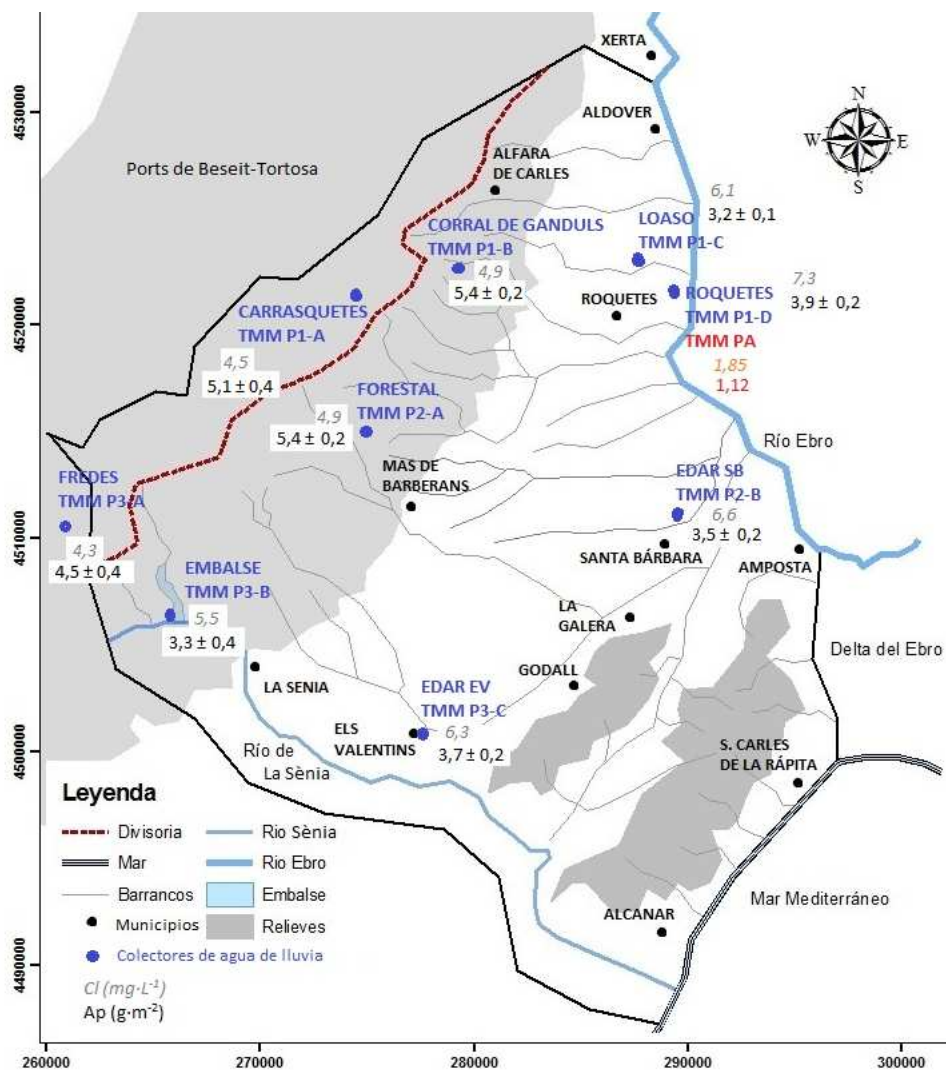 XERTA
4530000
ALDOVER
N
W
E
S
Ports de Beseit-Tortosa
ALFARA
DE CARLES
6,1
3,2 ± 0,1
CORRAL DE GANDULS
TMM P1-B
LOASO
TMM P1-C
4,9
5,4 ± 0,2
7,3
3,9 ± 0,2
CARRASQUETES
TMM P1-A
ROQUETES
ROQUETES
TMM P1-D
TMM PA
4520000
4,5
5,1 ± 0,4
1,85
1,12
FORESTAL
TMM P2-A
4,9
5,4 ± 0,2
Río Ebro
FREDES
TMM P3-A
MAS DE
BARBERANS
EDAR SB
TMM P2-B
4510000
4,3
4,5 ± 0,4
6,6
3,5 ± 0,2
SANTA BÁRBARA
AMPOSTA
EMBALSE
TMM P3-B
5,5
3,3 ± 0,4
LA
GALERA
Delta del Ebro
LA SENIA
GODALL
EDAR EV
TMM P3-C
6,3
3,7 ± 0,2
ELS
VALENTINS
4500000
Río de
La Sènia
S. CARLES
DE LA RÁPITA
Leyenda
Divisoria
Rio Sènia
Mar
Rio Ebro
Barrancos
Embalse
Municipios
Relieves
Colectores de agua de lluvia
Mar Mediterráneo
ALCANAR
4490000
Cl (mg·L⁻¹)
Ap (g·m⁻²)
260000 270000 280000 290000 300000